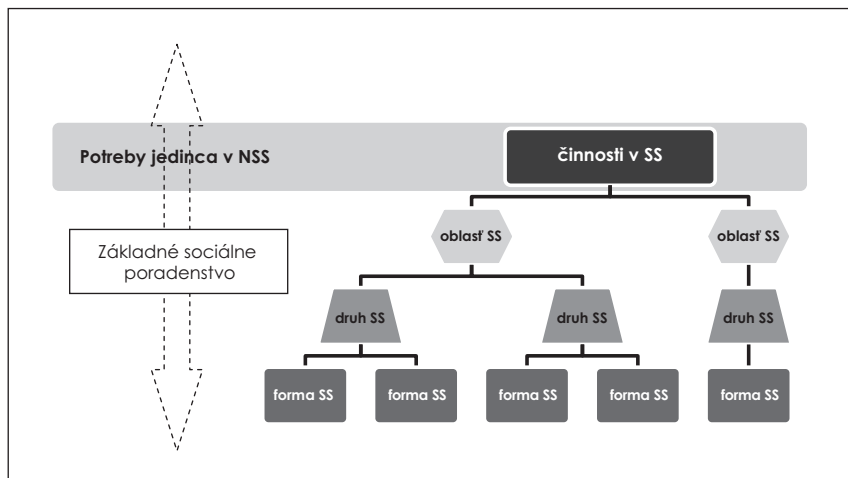 Potreby jedinca v NSS
činnosti v SS
Základné sociálne
poradenstvo
oblasť SS
oblasť SS
druh SS
druh SS
druh SS
forma SS
forma SS
forma SS
forma SS
forma SS